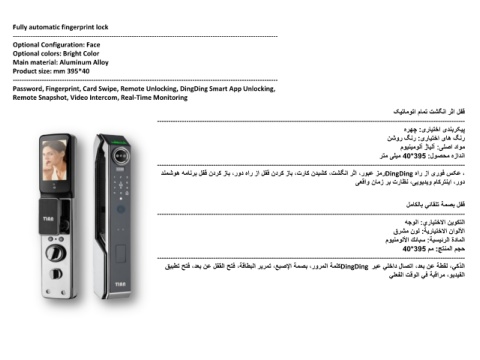 Fully automatic fingerprint lock
Optional Configuration: Face
Optional colors: Bright Color
Main material: Aluminum Alloy
Product size: mm 395*40
Password, Fingerprint, Card Swipe, Remote Unlocking, DingDing Smart App Unlocking,
Remote Snapshot, Video Intercom, Real-Time Monitoring
قفل اثر انگشت تمام اتوماتیک
پیکربندی اختیاری: چهره
رنگ های اختیاری: رنگ روشن
مواد اصلی: آلیاژ آلومینیوم
اندازه محصول: 395*40 میلی متر
، عکس فوری از راه DingDingرمز عبور، اثر انگشت، کشیدن کارت، باز کردن قفل از راه دور، باز کردن قفل برنامه هوشمند
دور، اینترکام ویدیویی، نظارت بر زمان واقعی
قفل بصمة تلقائي بالكامل
التكوين الاختياري: الوجه
الألوان الاختيارية: لون مشرق
المادة الرئيسية: سبائك الألومنيوم
حجم المنتج: مم 395*40
الذكي، لقطة عن بعد، اتصال داخلي عبر DingDingكلمة المرور، بصمة الإصبع، تمرير البطاقة، فتح القفل عن بعد، فتح تطبيق
الفيديو، مراقبة في الوقت الفعلي